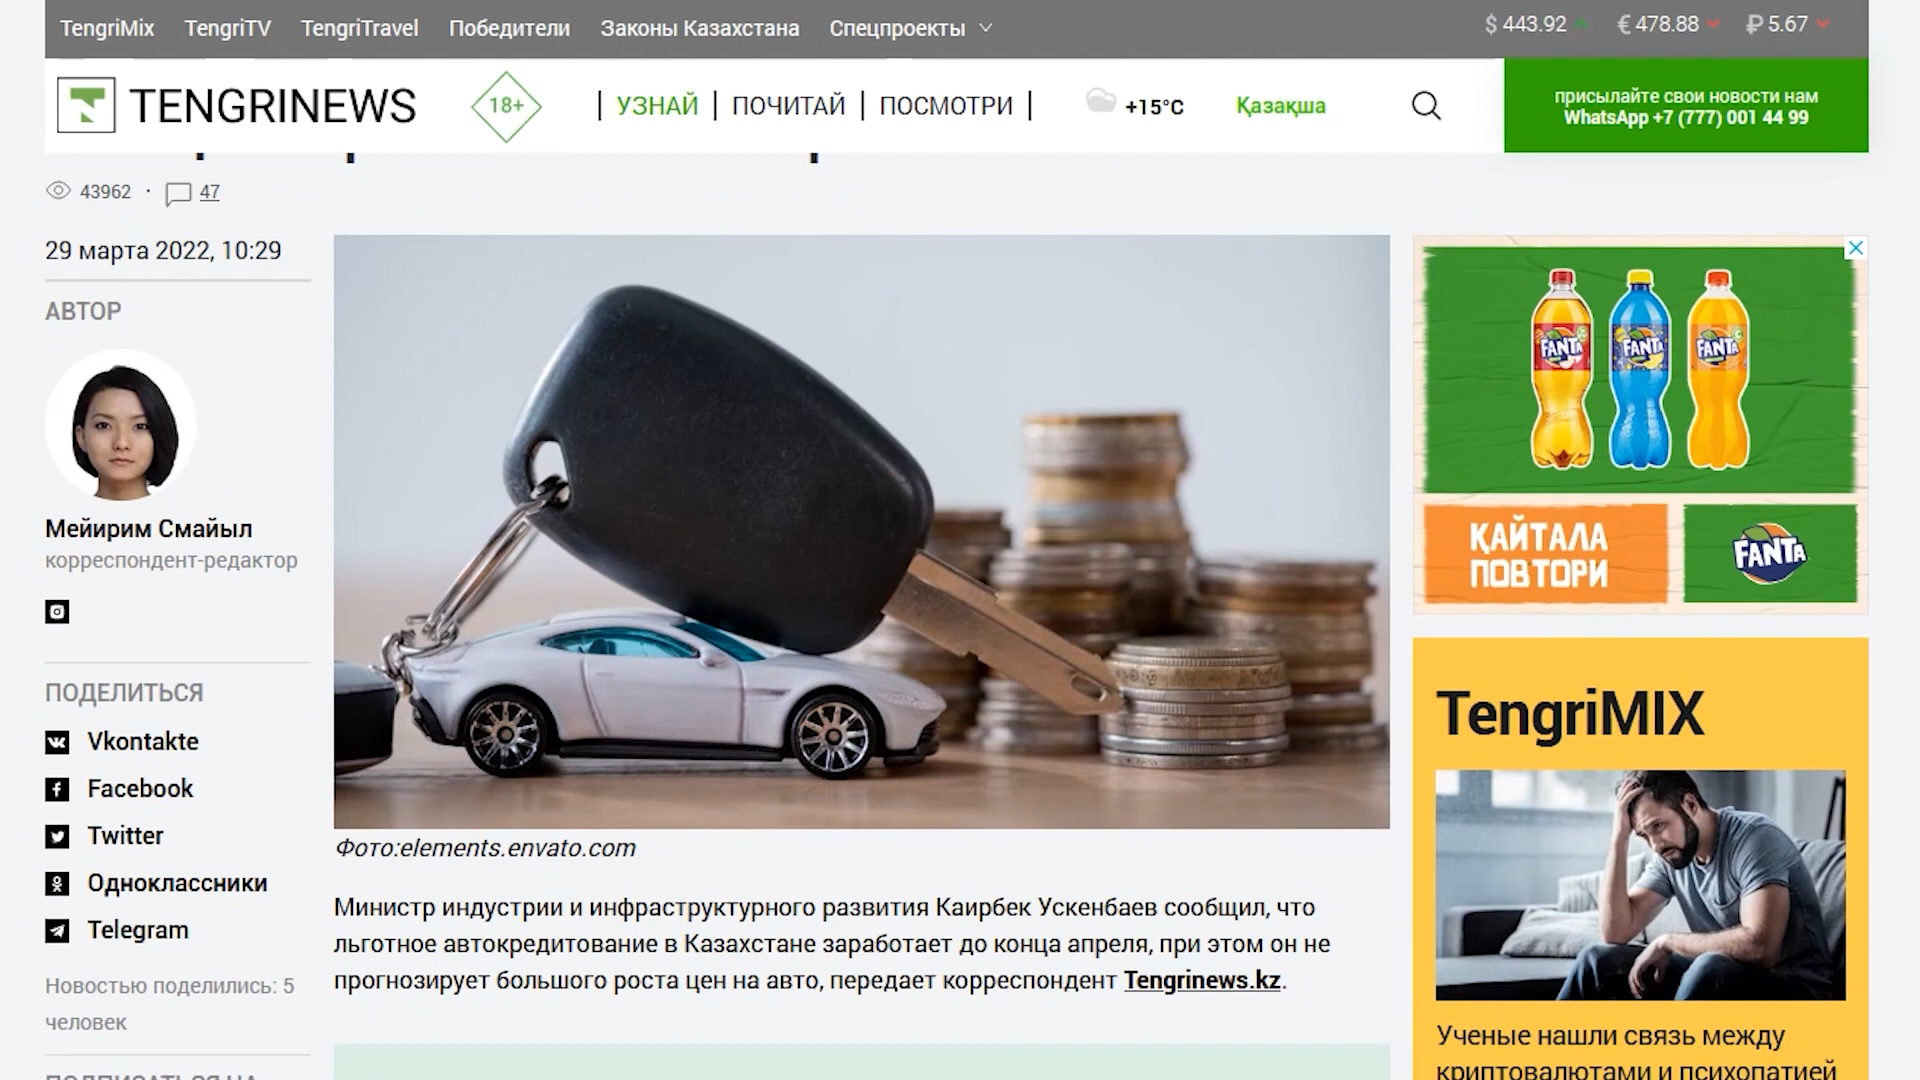 TengriMix TengriTV TengriTravel Победители Законы Казахстана Спецпроекты
$ 443.92 € 478.88 ₽ 5.67
TENGRINEWS
18+
| УЗНАЙ | ПОЧИТАЙ | ПОСМОТРИ |
+15°C
Қазақша
присылайте свои новости нам
WhatsApp +7 (777) 001 44 99
43962 · 47
29 марта 2022, 10:29
АВТОР
Мейирим Смайыл
корреспондент-редактор
ПОДЕЛИТЬСЯ
Vkontakte
Facebook
Twitter
Одноклассники
Telegram
Новостью поделились: 5
человек
ПОДПИСАТЬСЯ НА
Фото:elements.envato.com
Министр индустрии и инфраструктурного развития Каирбек Ускенбаев сообщил, что
льготное автокредитование в Казахстане заработает до конца апреля, при этом он не
прогнозирует большого роста цен на авто, передает корреспондент Tengrinews.kz.
FANTA FANTA FANTA
ҚАЙТАЛА
ПОВТОРИ
FANTA
TengriMIX
Ученые нашли связь между
криптовалютами и психопатией